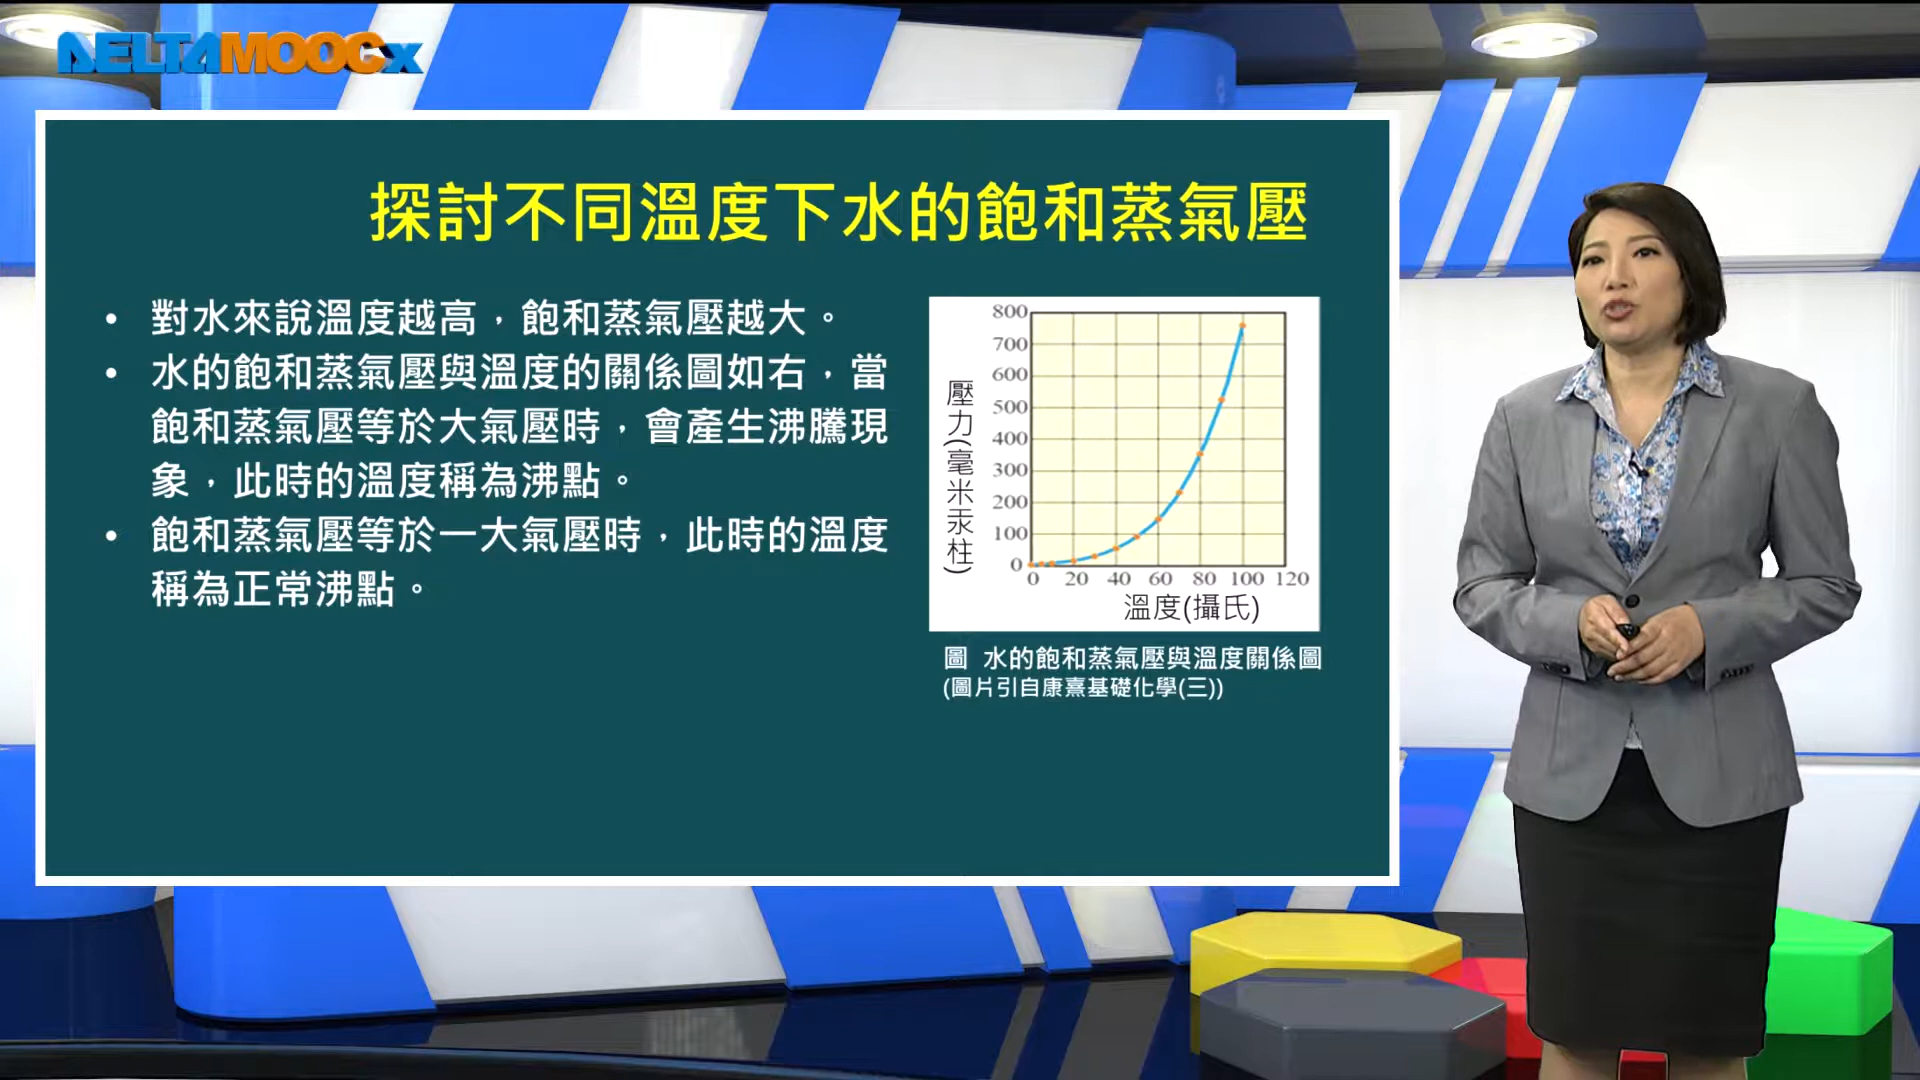 DELTAMOOCx
探討不同溫度下水的飽和蒸氣壓
• 對水來說溫度越高，飽和蒸氣壓越大。
• 水的飽和蒸氣壓與溫度的關係圖如右，當
飽和蒸氣壓等於大氣壓時，會產生沸騰現
象，此時的溫度稱為沸點。
• 飽和蒸氣壓等於一大氣壓時，此時的溫度
稱為正常沸點。
壓力(毫米汞柱)
800
700
600
500
400
300
200
100
0
0 20 40 60 80 100 120
溫度(攝氏)
圖 水的飽和蒸氣壓與溫度關係圖
(圖片引自康熹基礎化學(三))